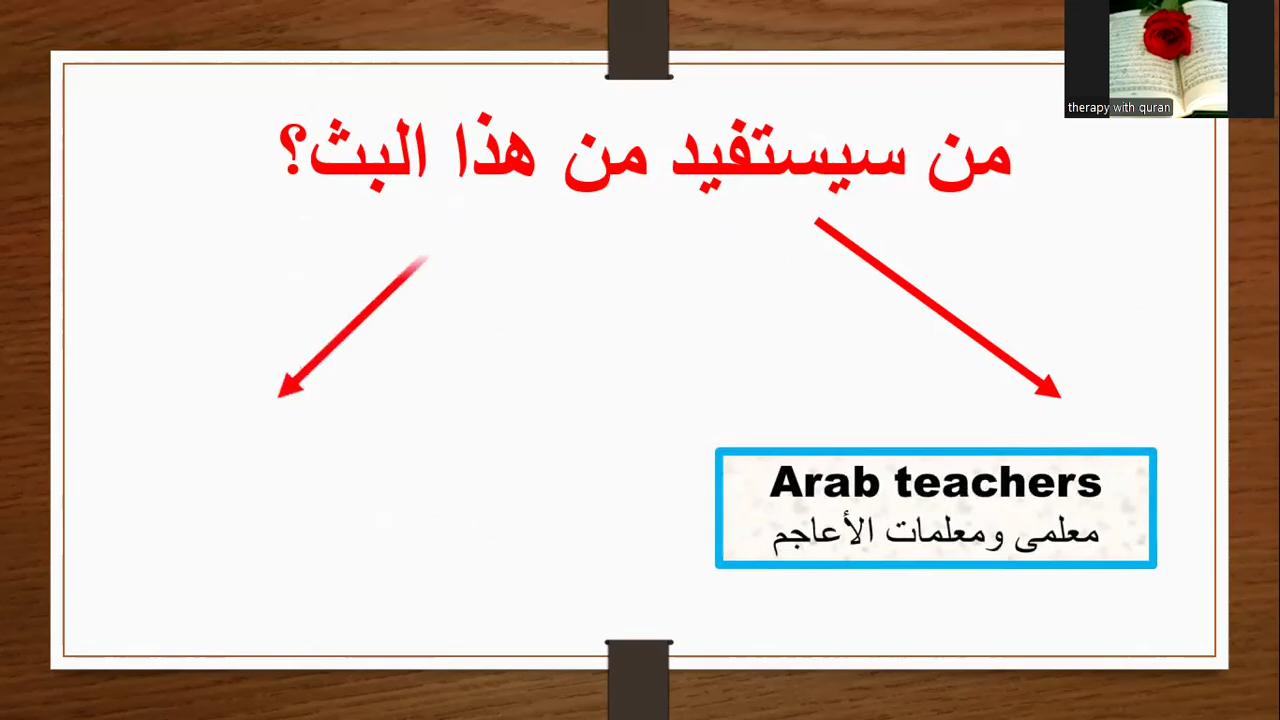 therapy with quran
من سيستفيد من هذا البث؟
Arab teachers
معلمى ومعلمات الأعاجم